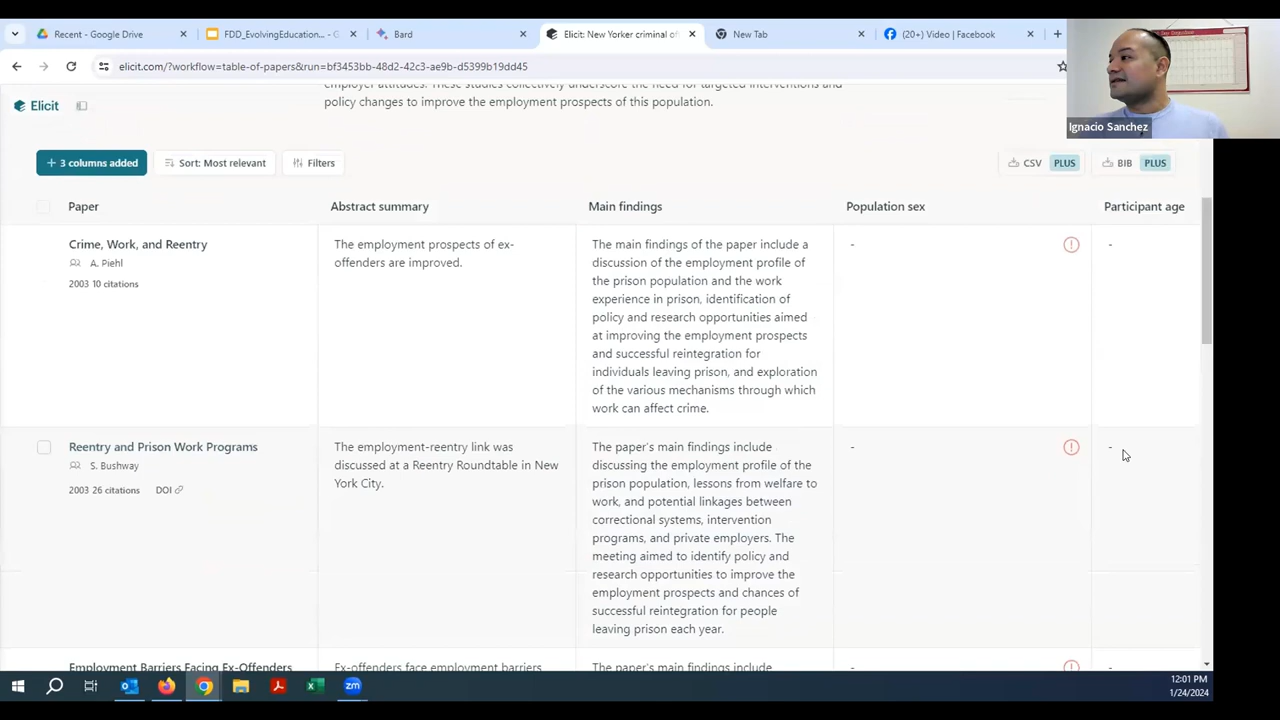 Recent - Google Drive
FDD_EvolvingEducation... - G
Bard
Elicit: New Yorker criminal of
New Tab
(20+) Video | Facebook
elicit.com/?workflow=table-of-papers&run=bf3453bb-48d2-42c3-ae9b-d5399b19dd45
Ignacio Sanchez
employer attitudes. These studies collectively underscore the need for targeted interventions and
policy changes to improve the employment prospects of this population.
Elicit
+ 3 columns added
Sort: Most relevant
Filters
CSV PLUS
BIB PLUS
Paper
Abstract summary
Main findings
Population sex
Participant age
Crime, Work, and Reentry
A. Piehl
2003 10 citations
The employment prospects of ex-
offenders are improved.
The main findings of the paper include a
discussion of the employment profile of
the prison population and the work
experience in prison, identification of
policy and research opportunities aimed
at improving the employment prospects
and successful reintegration for
individuals leaving prison, and exploration
of the various mechanisms through which
work can affect crime.
-
-
Reentry and Prison Work Programs
S. Bushway
2003 26 citations DOI
The employment-reentry link was
discussed at a Reentry Roundtable in New
York City.
The paper's main findings include
discussing the employment profile of the
prison population, lessons from welfare to
work, and potential linkages between
correctional systems, intervention
programs, and private employers. The
meeting aimed to identify policy and
research opportunities to improve the
employment prospects and chances of
successful reintegration for people
leaving prison each year.
-
-
Employment Barriers Facing Ex-Offenders
Ex-offenders face employment barriers
The paper's main findings include
-
-
12:01 PM
1/24/2024